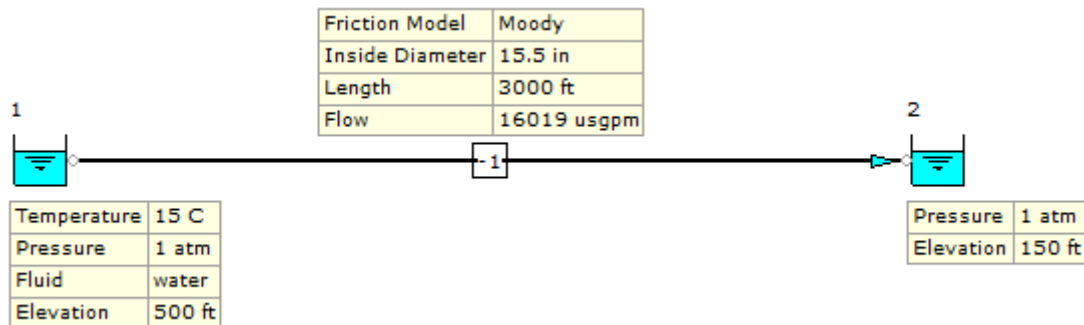 Friction Model Moody
Inside Diameter 15.5 in
Length 3000 ft
Flow 16019 usgpm
1
2
-1
Temperature 15 C
Pressure 1 atm
Fluid water
Elevation 500 ft
Pressure 1 atm
Elevation 150 ft